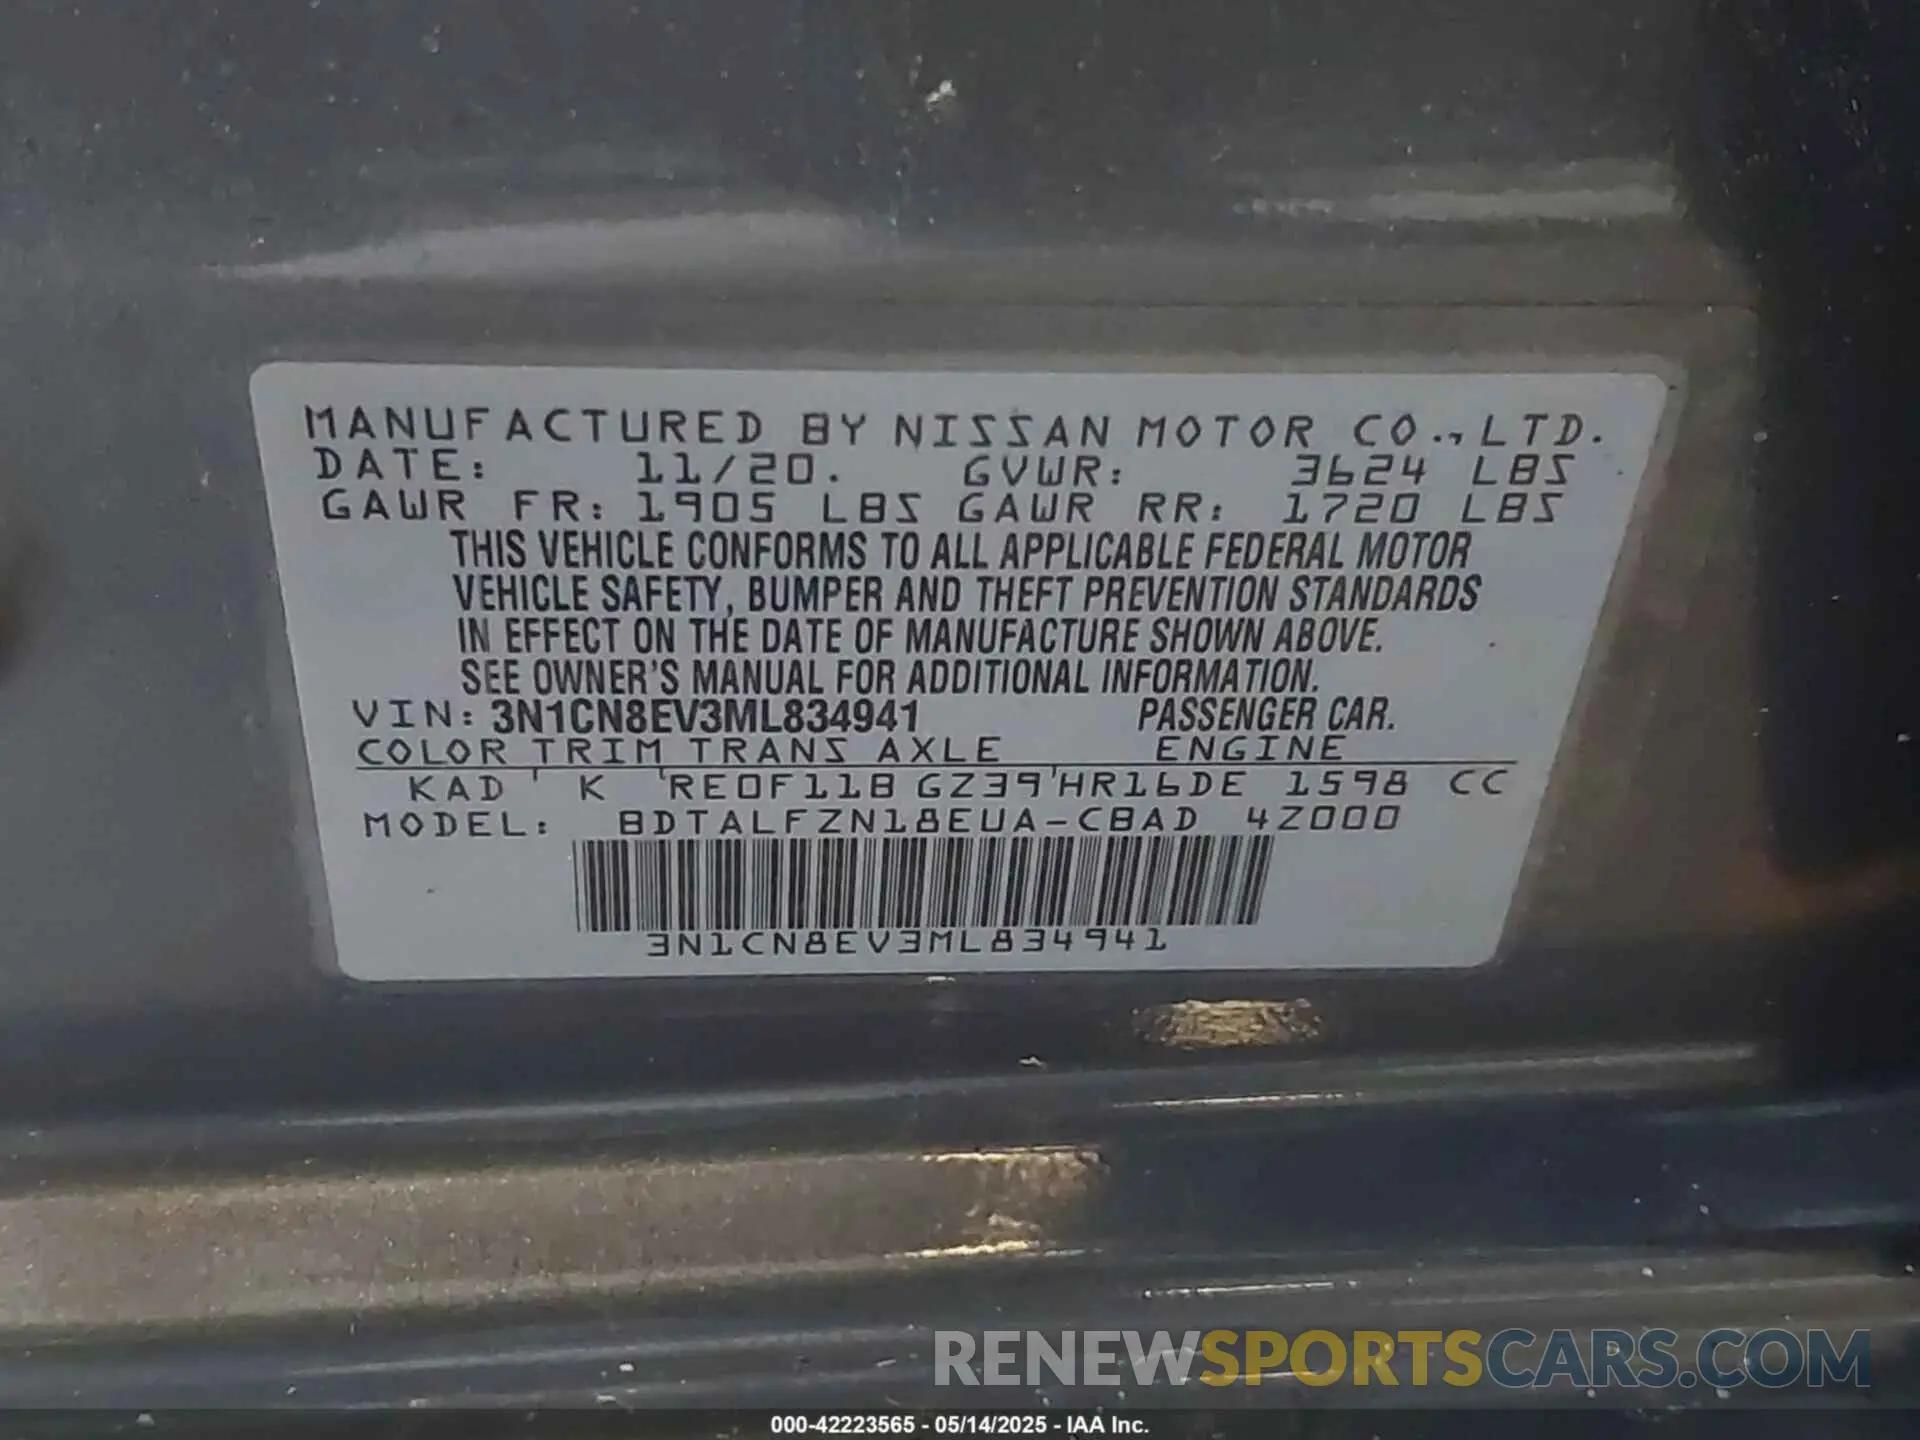 MANUFACTURED BY NISSAN MOTOR CO., LTD.
DATE: 11/20. GVWR: 3624 LBS
GAWR FR: 1905 LBS GAWR RR: 1720 LBS
THIS VEHICLE CONFORMS TO ALL APPLICABLE FEDERAL MOTOR
VEHICLE SAFETY, BUMPER AND THEFT PREVENTION STANDARDS
IN EFFECT ON THE DATE OF MANUFACTURE SHOWN ABOVE.
SEE OWNER'S MANUAL FOR ADDITIONAL INFORMATION.
VIN: 3N1CN8EV3ML834941 PASSENGER CAR.
COLOR TRIM TRANS AXLE ENGINE
KAD ' K ' RE0F11B GZ39 ' HR16DE 1598 CC
MODEL: BDTALFZN18EUA-CBAD 4Z000
3N1CN8EV3ML834941
RENEWSPORTSCARS.COM
000-42223565 - 05/14/2025 - IAA Inc.